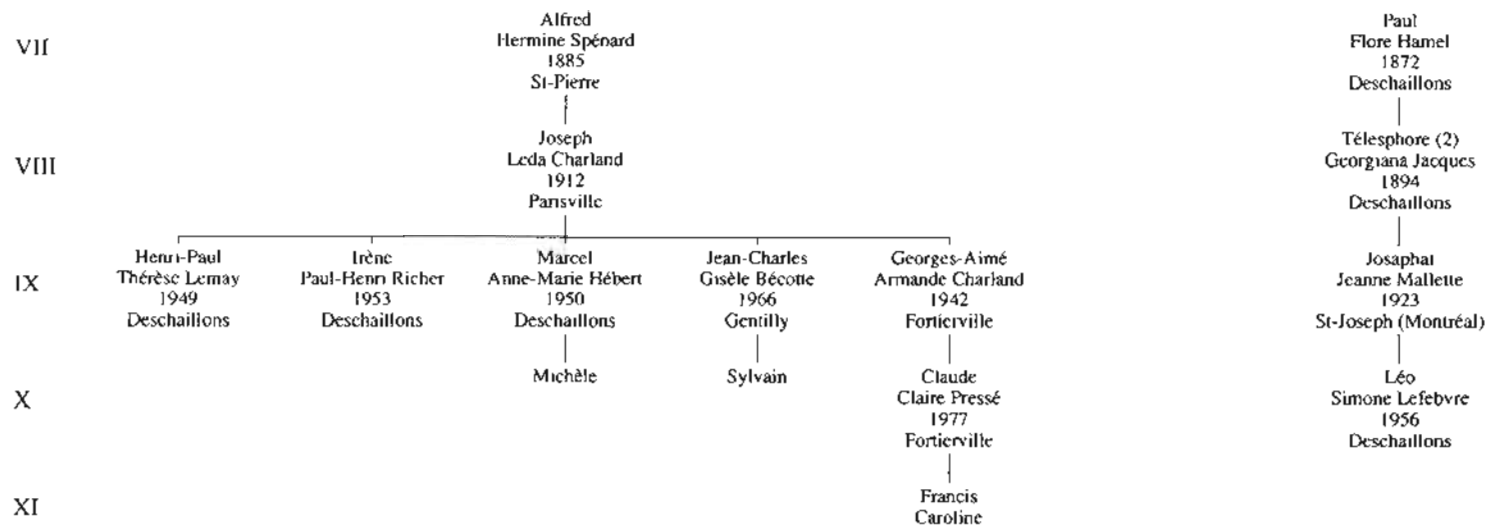 VII
Alfred
Hermine Spénard
1885
St-Pierre
Paul
Flore Hamel
1872
Deschaillons
VIII
Joseph
Leda Charland
1912
Parisville
Télesphore (2)
Georgiana Jacques
1894
Deschaillons
IX
Henri-Paul
Thérèse Lemay
1949
Deschaillons
Irène
Paul-Henri Richer
1953
Deschaillons
Marcel
Anne-Marie Hébert
1950
Deschaillons
Jean-Charles
Gisèle Bécotte
1966
Gentilly
Georges-Aimé
Armande Charland
1942
Fortierville
Josaphat
Jeanne Mallette
1923
St-Joseph (Montréal)
X
Michèle
Sylvain
Claude
Claire Pressé
1977
Fortierville
Léo
Simone Lefebvre
1956
Deschaillons
XI
Francis
Caroline